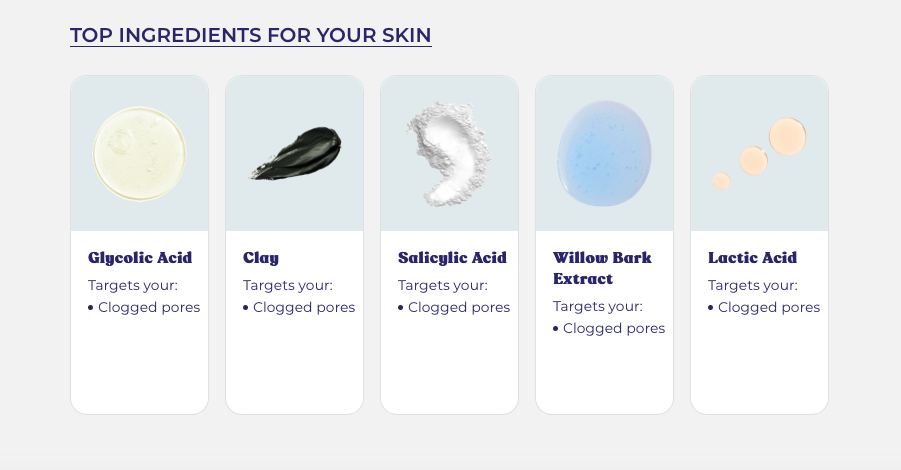 TOP INGREDIENTS FOR YOUR SKIN
Glycolic Acid
Targets your:
• Clogged pores
Clay
Targets your:
• Clogged pores
Salicylic Acid
Targets your:
• Clogged pores
Willow Bark
Extract
Targets your:
• Clogged pores
Lactic Acid
Targets your:
• Clogged pores